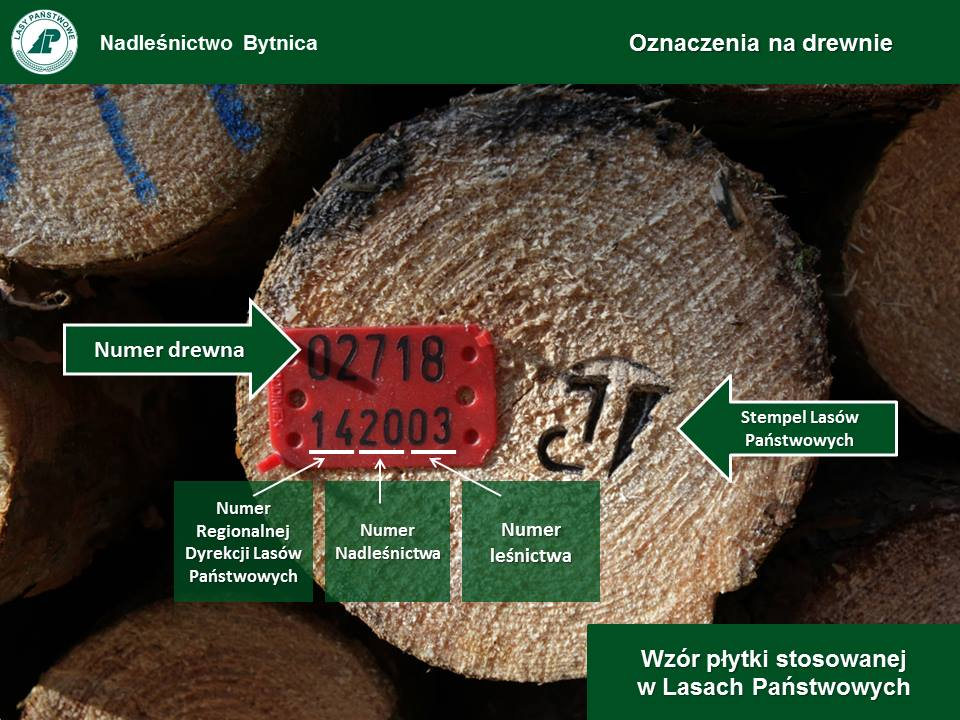 LASY PAŃSTWOWE
Nadleśnictwo Bytnica
Oznaczenia na drewnie
Numer drewna
02718
142003
Stempel Lasów
Państwowych
Numer
Regionalnej
Dyrekcji Lasów
Państwowych
Numer
Nadleśnictwa
Numer
leśnictwa
Wzór płytki stosowanej
w Lasach Państwowych